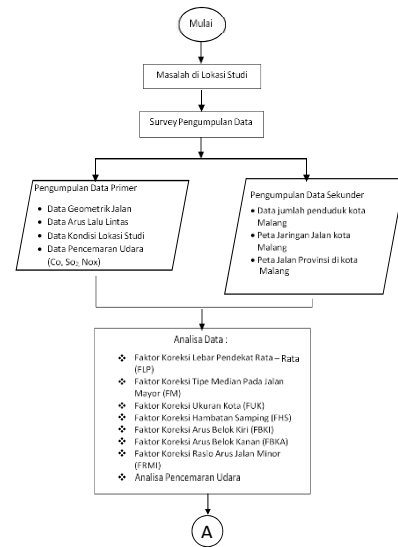 Mulai
Masalah di Lokasi Studi
Survey Pengumpulan Data
Pengumpulan Data Primer
• Data Geometrik Jalan
• Data Arus Lalu Lintas
• Data Kondisi Lokasi Studi
• Data Pencemaran Udara
(Co, So2, Nox)
Pengumpulan Data Sekunder
• Data jumlah penduduk kota
Malang
• Peta Jaringan Jalan kota
Malang
• Peta Jalan Provinsi di kota
Malang
Analisa Data :
❖ Faktor Koreksi Lebar Pendekat Rata – Rata
(FLP)
❖ Faktor Koreksi Tipe Median Pada Jalan
Mayor (FM)
❖ Faktor Koreksi Ukuran Kota (FUK)
❖ Faktor Koreksi Hambatan Samping (FHS)
❖ Faktor Koreksi Arus Belok Kiri (FBKI)
❖ Faktor Koreksi Arus Belok Kanan (FBKA)
❖ Faktor Koreksi Rasio Arus Jalan Minor
(FRMI)
❖ Analisa Pencemaran Udara
A